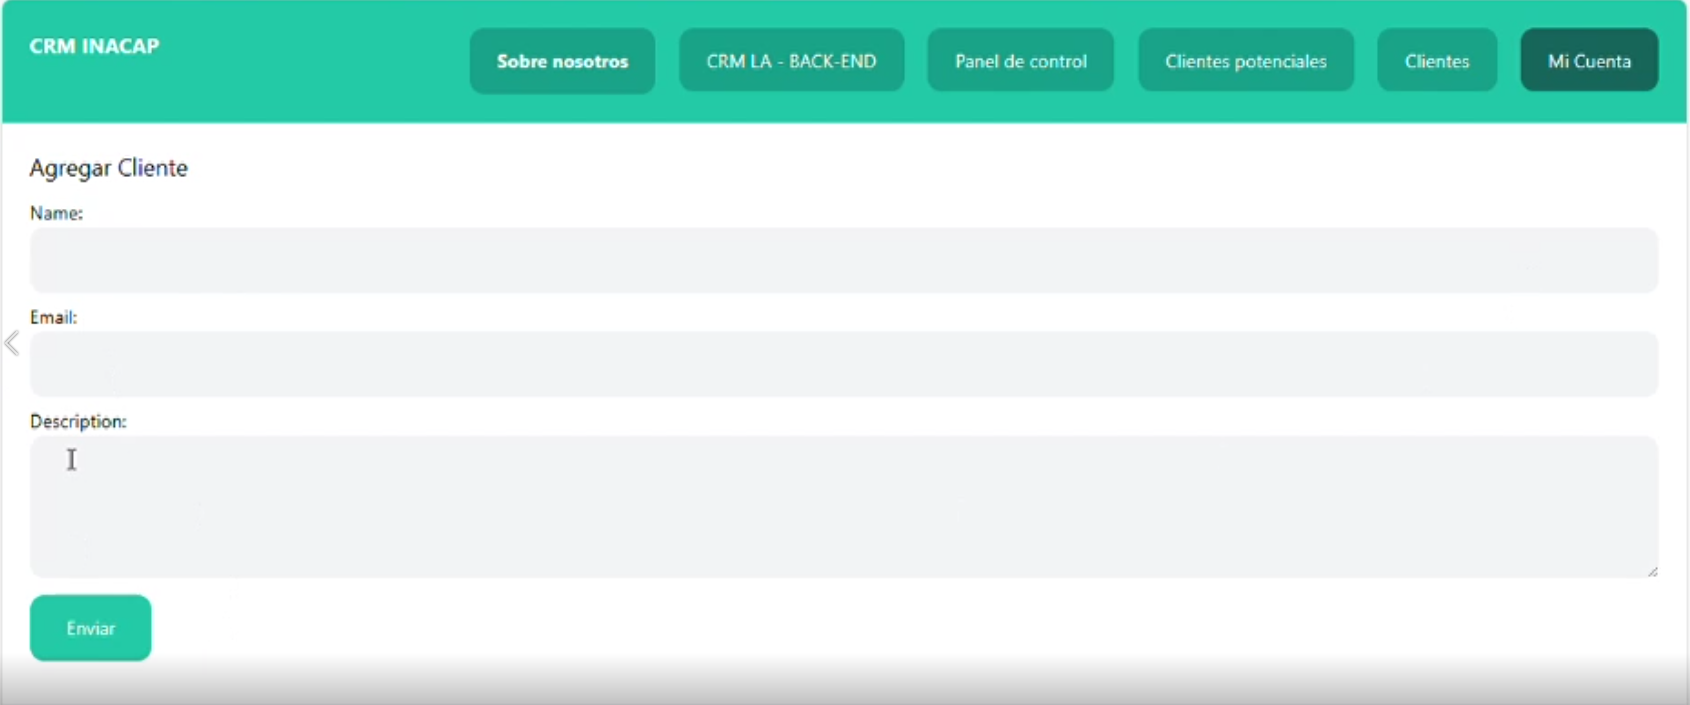 CRM INACAP
Sobre nosotros
CRM LA - BACK-END
Panel de control
Clientes potenciales
Clientes
Mi Cuenta
Agregar Cliente
Name:
Email:
Description:
Enviar